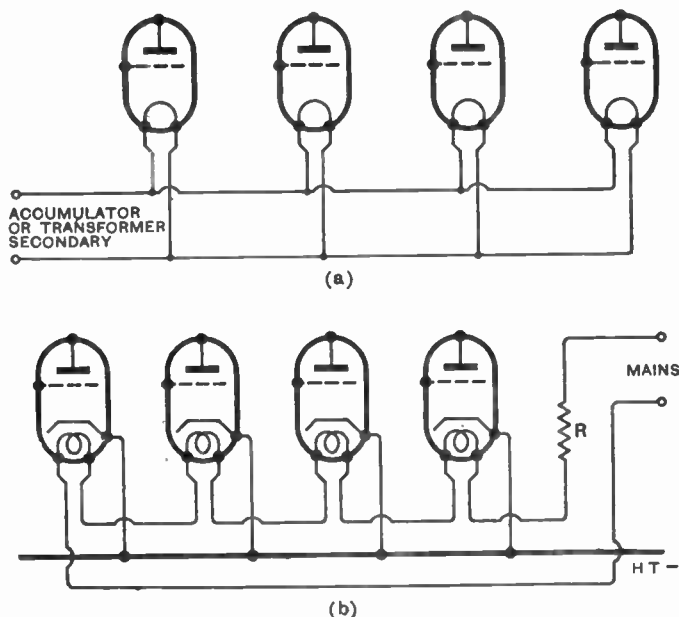 ACCUMULATOR
OR TRANSFORMER
SECONDARY
(a)
MAINS
R
HT-
(b)